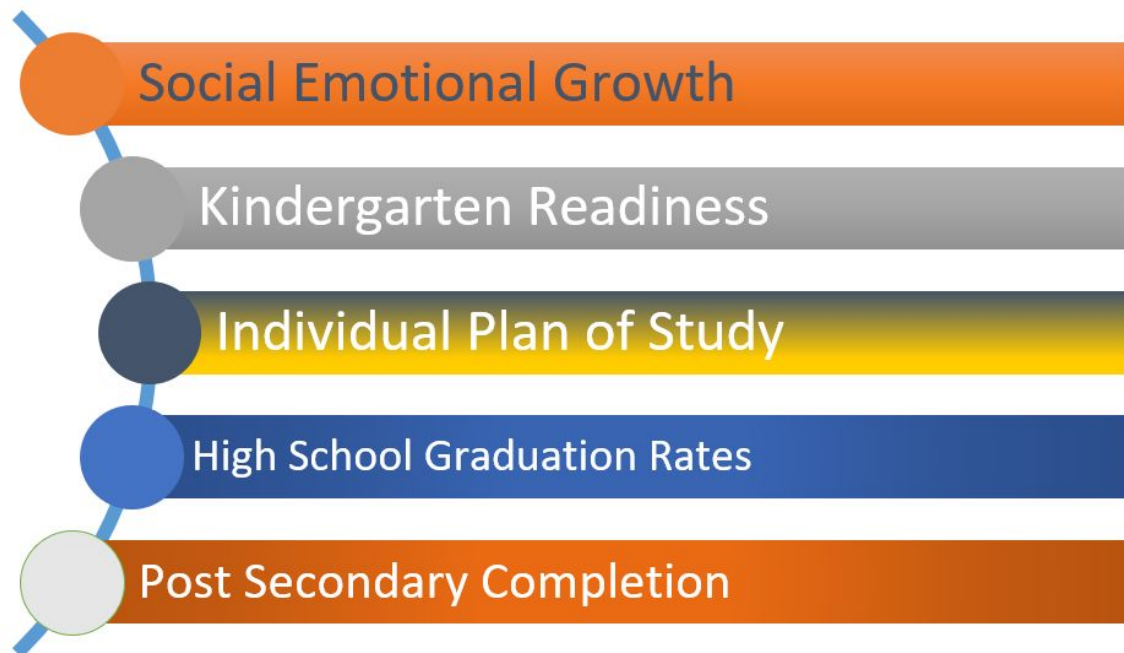 Social Emotional Growth
Kindergarten Readiness
Individual Plan of Study
High School Graduation Rates
Post Secondary Completion